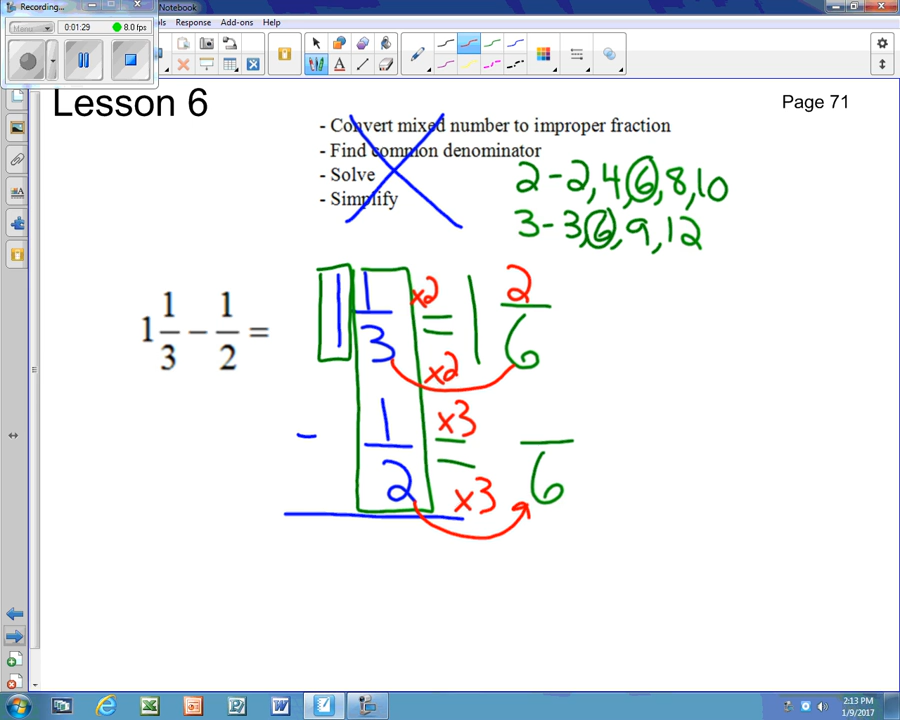 Recording...
Notebook
Menu
00:01:29
8.0 fps
Response Add-ons Help
Lesson 6
Page 71
- Convert mixed number to improper fraction
- Find common denominator
- Solve
- Simplify
2 - 2, 4, 6, 8, 10
3 - 3, 6, 9, 12
1 1/3 - 1/2 =
1 1/3 x2 = 1 2/6
x2
- 1/2 x3 = /6
x3
2:13 PM
1/9/2017